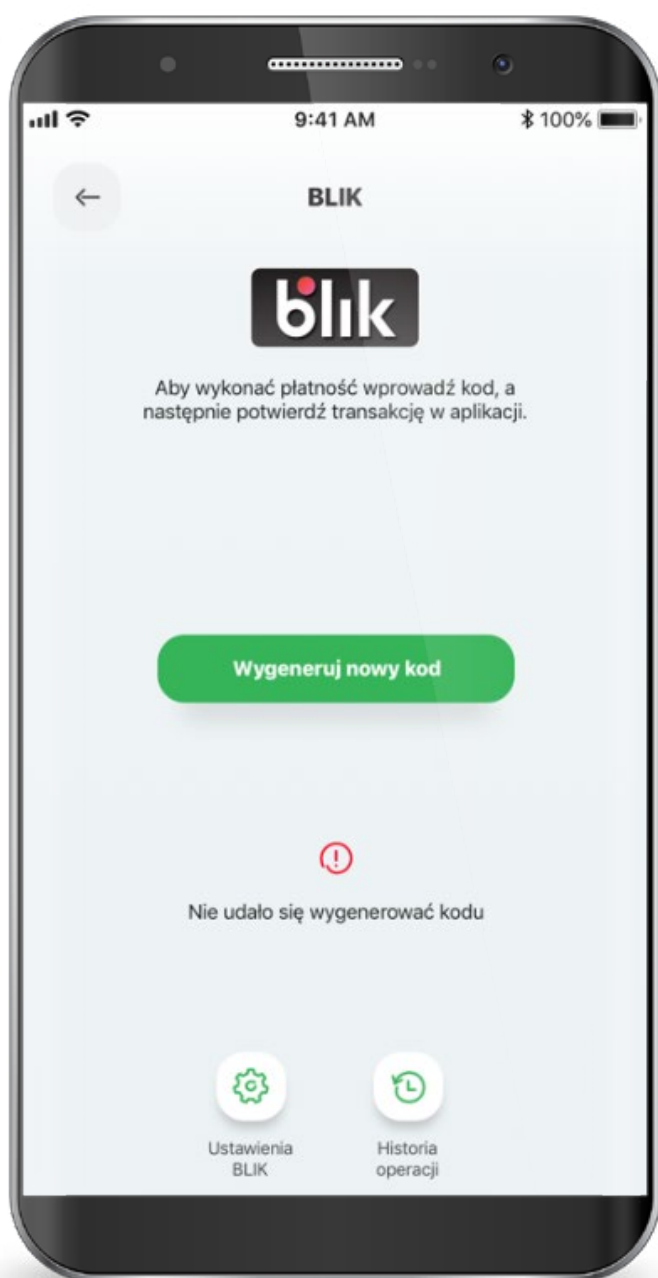 9:41 AM
100%
BLIK
blik
Aby wykonać płatność wprowadź kod, a
następnie potwierdź transakcję w aplikacji.
Wygeneruj nowy kod
Nie udało się wygenerować kodu
Ustawienia
BLIK
Historia
operacji